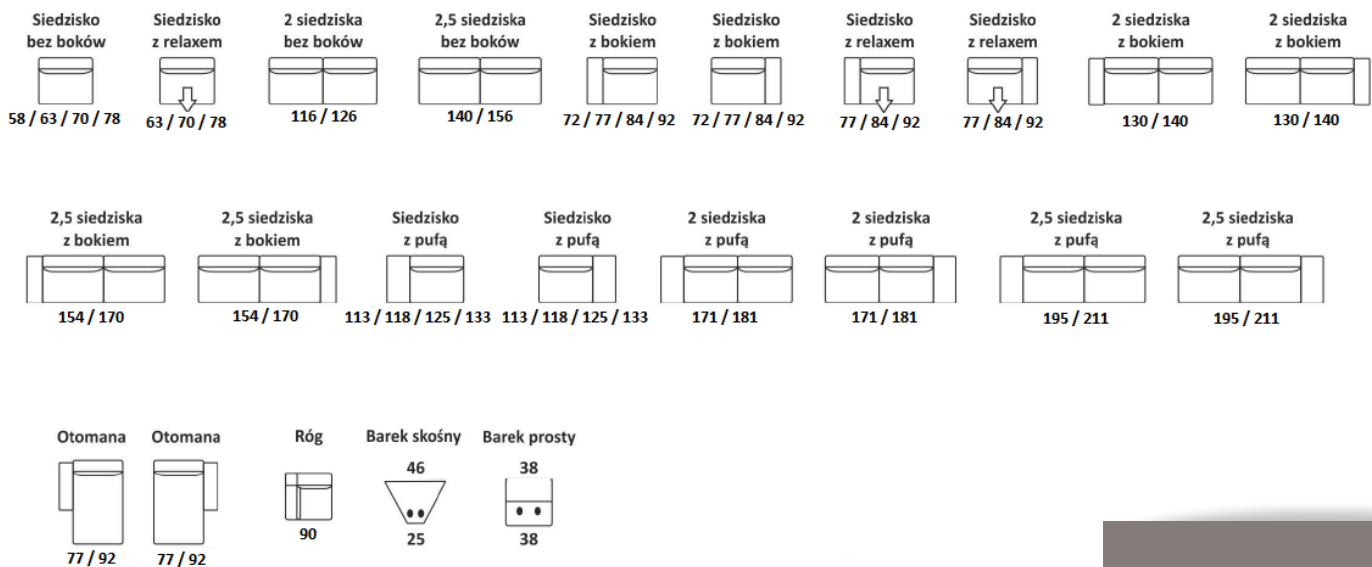 Siedzisko bez boków
58 / 63 / 70 / 78
Siedzisko z relaxem
63 / 70 / 78
2 siedziska bez boków
116 / 126
2,5 siedziska bez boków
140 / 156
Siedzisko z bokiem
72 / 77 / 84 / 92
Siedzisko z bokiem
72 / 77 / 84 / 92
Siedzisko z relaxem
77 / 84 / 92
Siedzisko z relaxem
77 / 84 / 92
2 siedziska z bokiem
130 / 140
2 siedziska z bokiem
130 / 140
2,5 siedziska z bokiem
154 / 170
2,5 siedziska z bokiem
154 / 170
Siedzisko z pufą
113 / 118 / 125 / 133
Siedzisko z pufą
113 / 118 / 125 / 133
2 siedziska z pufą
171 / 181
2 siedziska z pufą
171 / 181
2,5 siedziska z pufą
195 / 211
2,5 siedziska z pufą
195 / 211
Otomana
77 / 92
Otomana
77 / 92
Róg
90
Barek skośny
46
25
Barek prosty
38
38